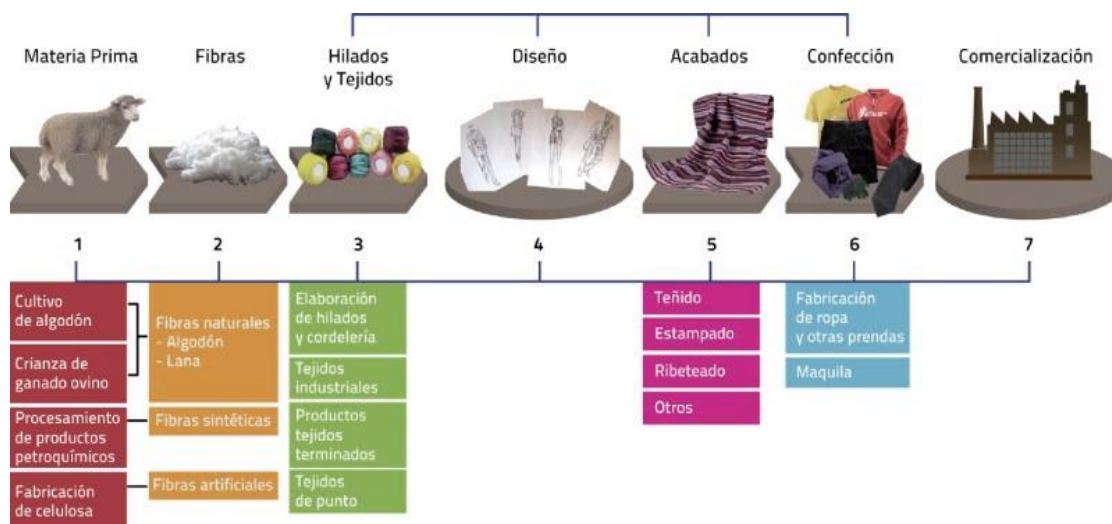 Materia Prima
Fibras
Hilados
y Tejidos
Diseño
Acabados
Confección
Comercialización
1
2
3
4
5
6
7
Cultivo
de algodón
Crianza de
ganado ovino
Procesamiento
de productos
petroquímicos
Fabricación
de celulosa
Fibras naturales
- Algodón
- Lana
Fibras sintéticas
Fibras artificiales
Elaboración
de hilados
y cordelería
Tejidos
industriales
Productos
tejidos
terminados
Tejidos
de punto
Teñido
Estampado
Ribeteado
Otros
Fabricación
de ropa
y otras prendas
Maquila